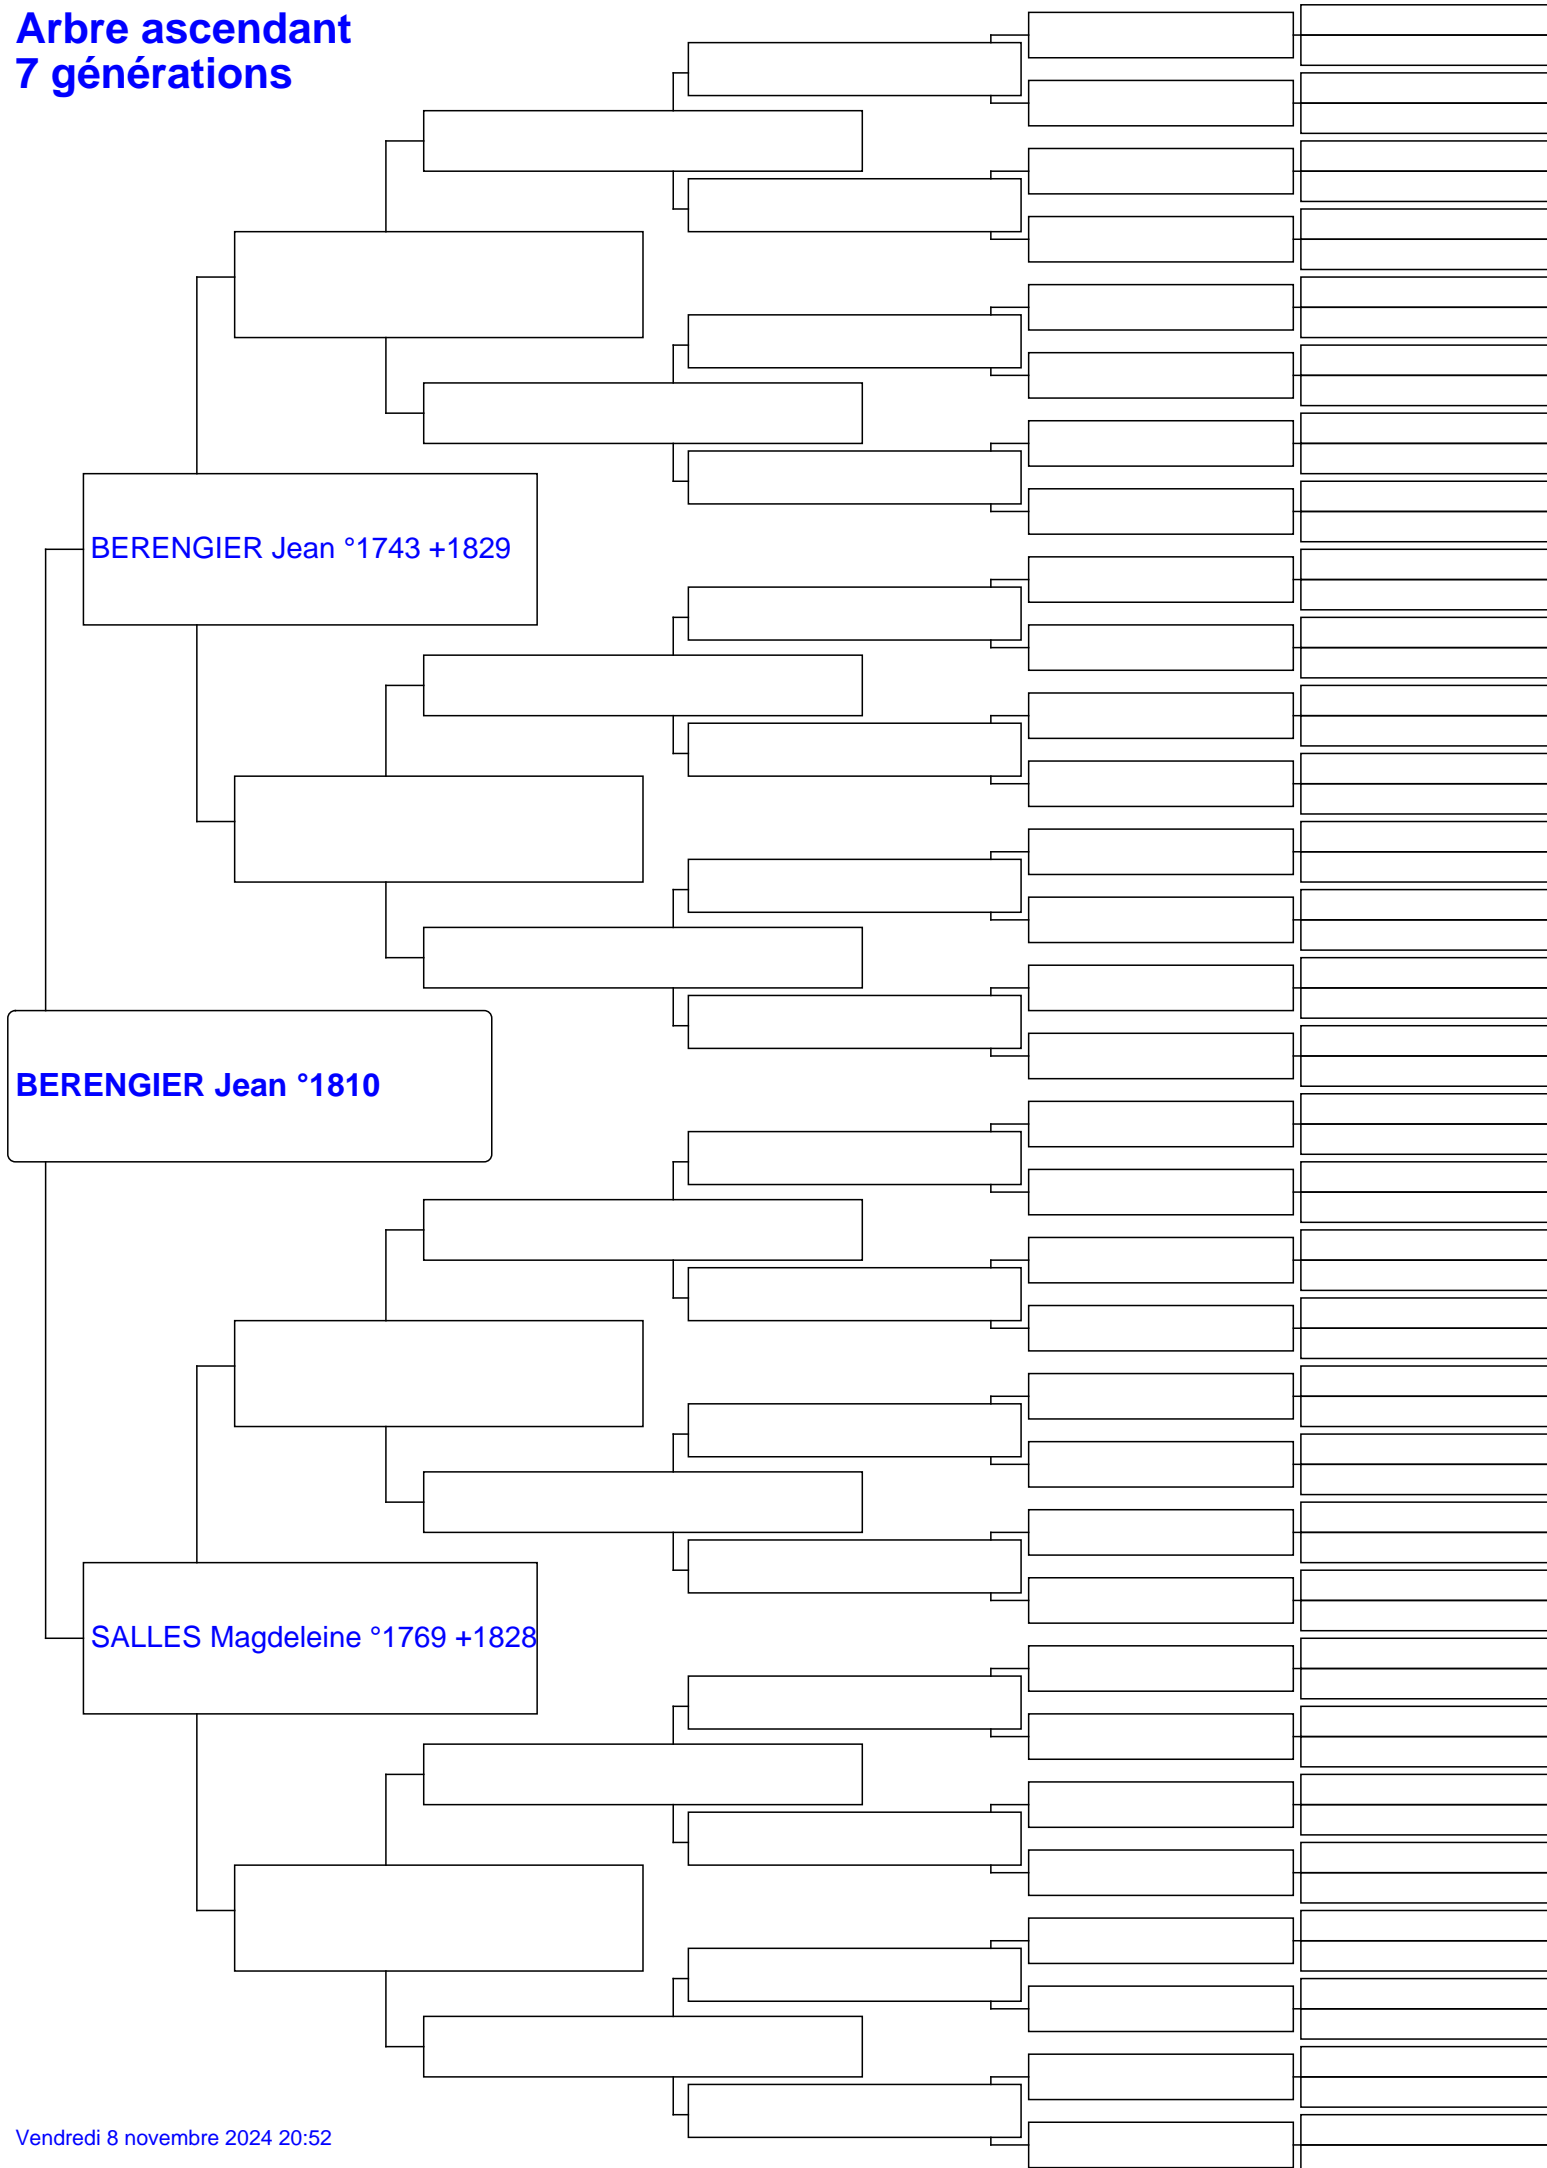 Arbre ascendant
7 générations
BERENGIER Jean °1743 +1829
BERENGIER Jean °1810
SALLES Magdeleine °1769 +1828
Vendredi 8 novembre 2024 20:52